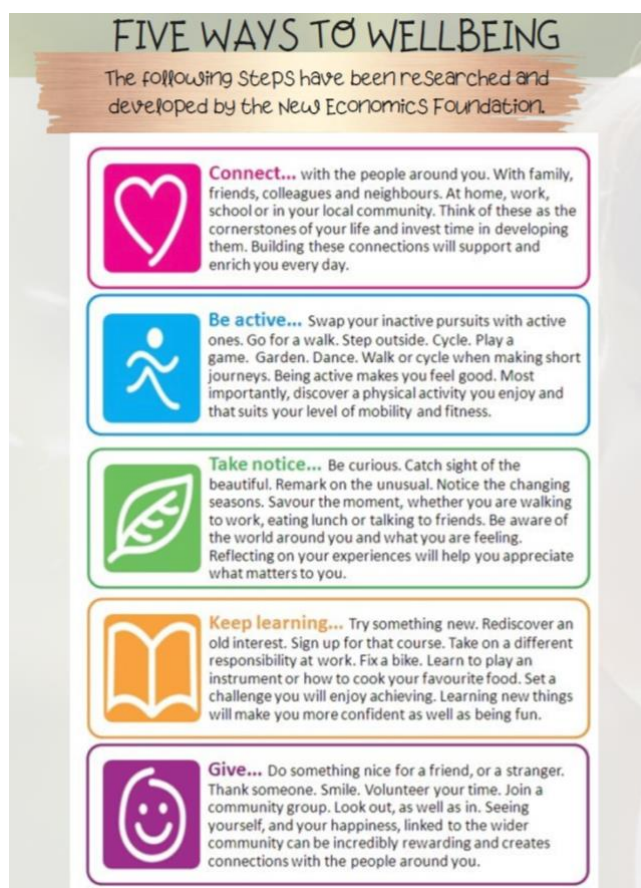 FIVE WAYS TO WELLBEING
The following steps have been researched and
developed by the New Economics Foundation.
Connect... with the people around you. With family,
friends, colleagues and neighbours. At home, work,
school or in your local community. Think of these as the
cornerstones of your life and invest time in developing
them. Building these connections will support and
enrich you every day.
Be active... Swap your inactive pursuits with active
ones. Go for a walk. Step outside. Cycle. Play a
game. Garden. Dance. Walk or cycle when making short
journeys. Being active makes you feel good. Most
importantly, discover a physical activity you enjoy and
that suits your level of mobility and fitness.
Take notice... Be curious. Catch sight of the
beautiful. Remark on the unusual. Notice the changing
seasons. Savour the moment, whether you are walking
to work, eating lunch or talking to friends. Be aware of
the world around you and what you are feeling.
Reflecting on your experiences will help you appreciate
what matters to you.
Keep learning... Try something new. Rediscover an
old interest. Sign up for that course. Take on a different
responsibility at work. Fix a bike. Learn to play an
instrument or how to cook your favourite food. Set a
challenge you will enjoy achieving. Learning new things
will make you more confident as well as being fun.
Give... Do something nice for a friend, or a stranger.
Thank someone. Smile. Volunteer your time. Join a
community group. Look out, as well as in. Seeing
yourself, and your happiness, linked to the wider
community can be incredibly rewarding and creates
connections with the people around you.